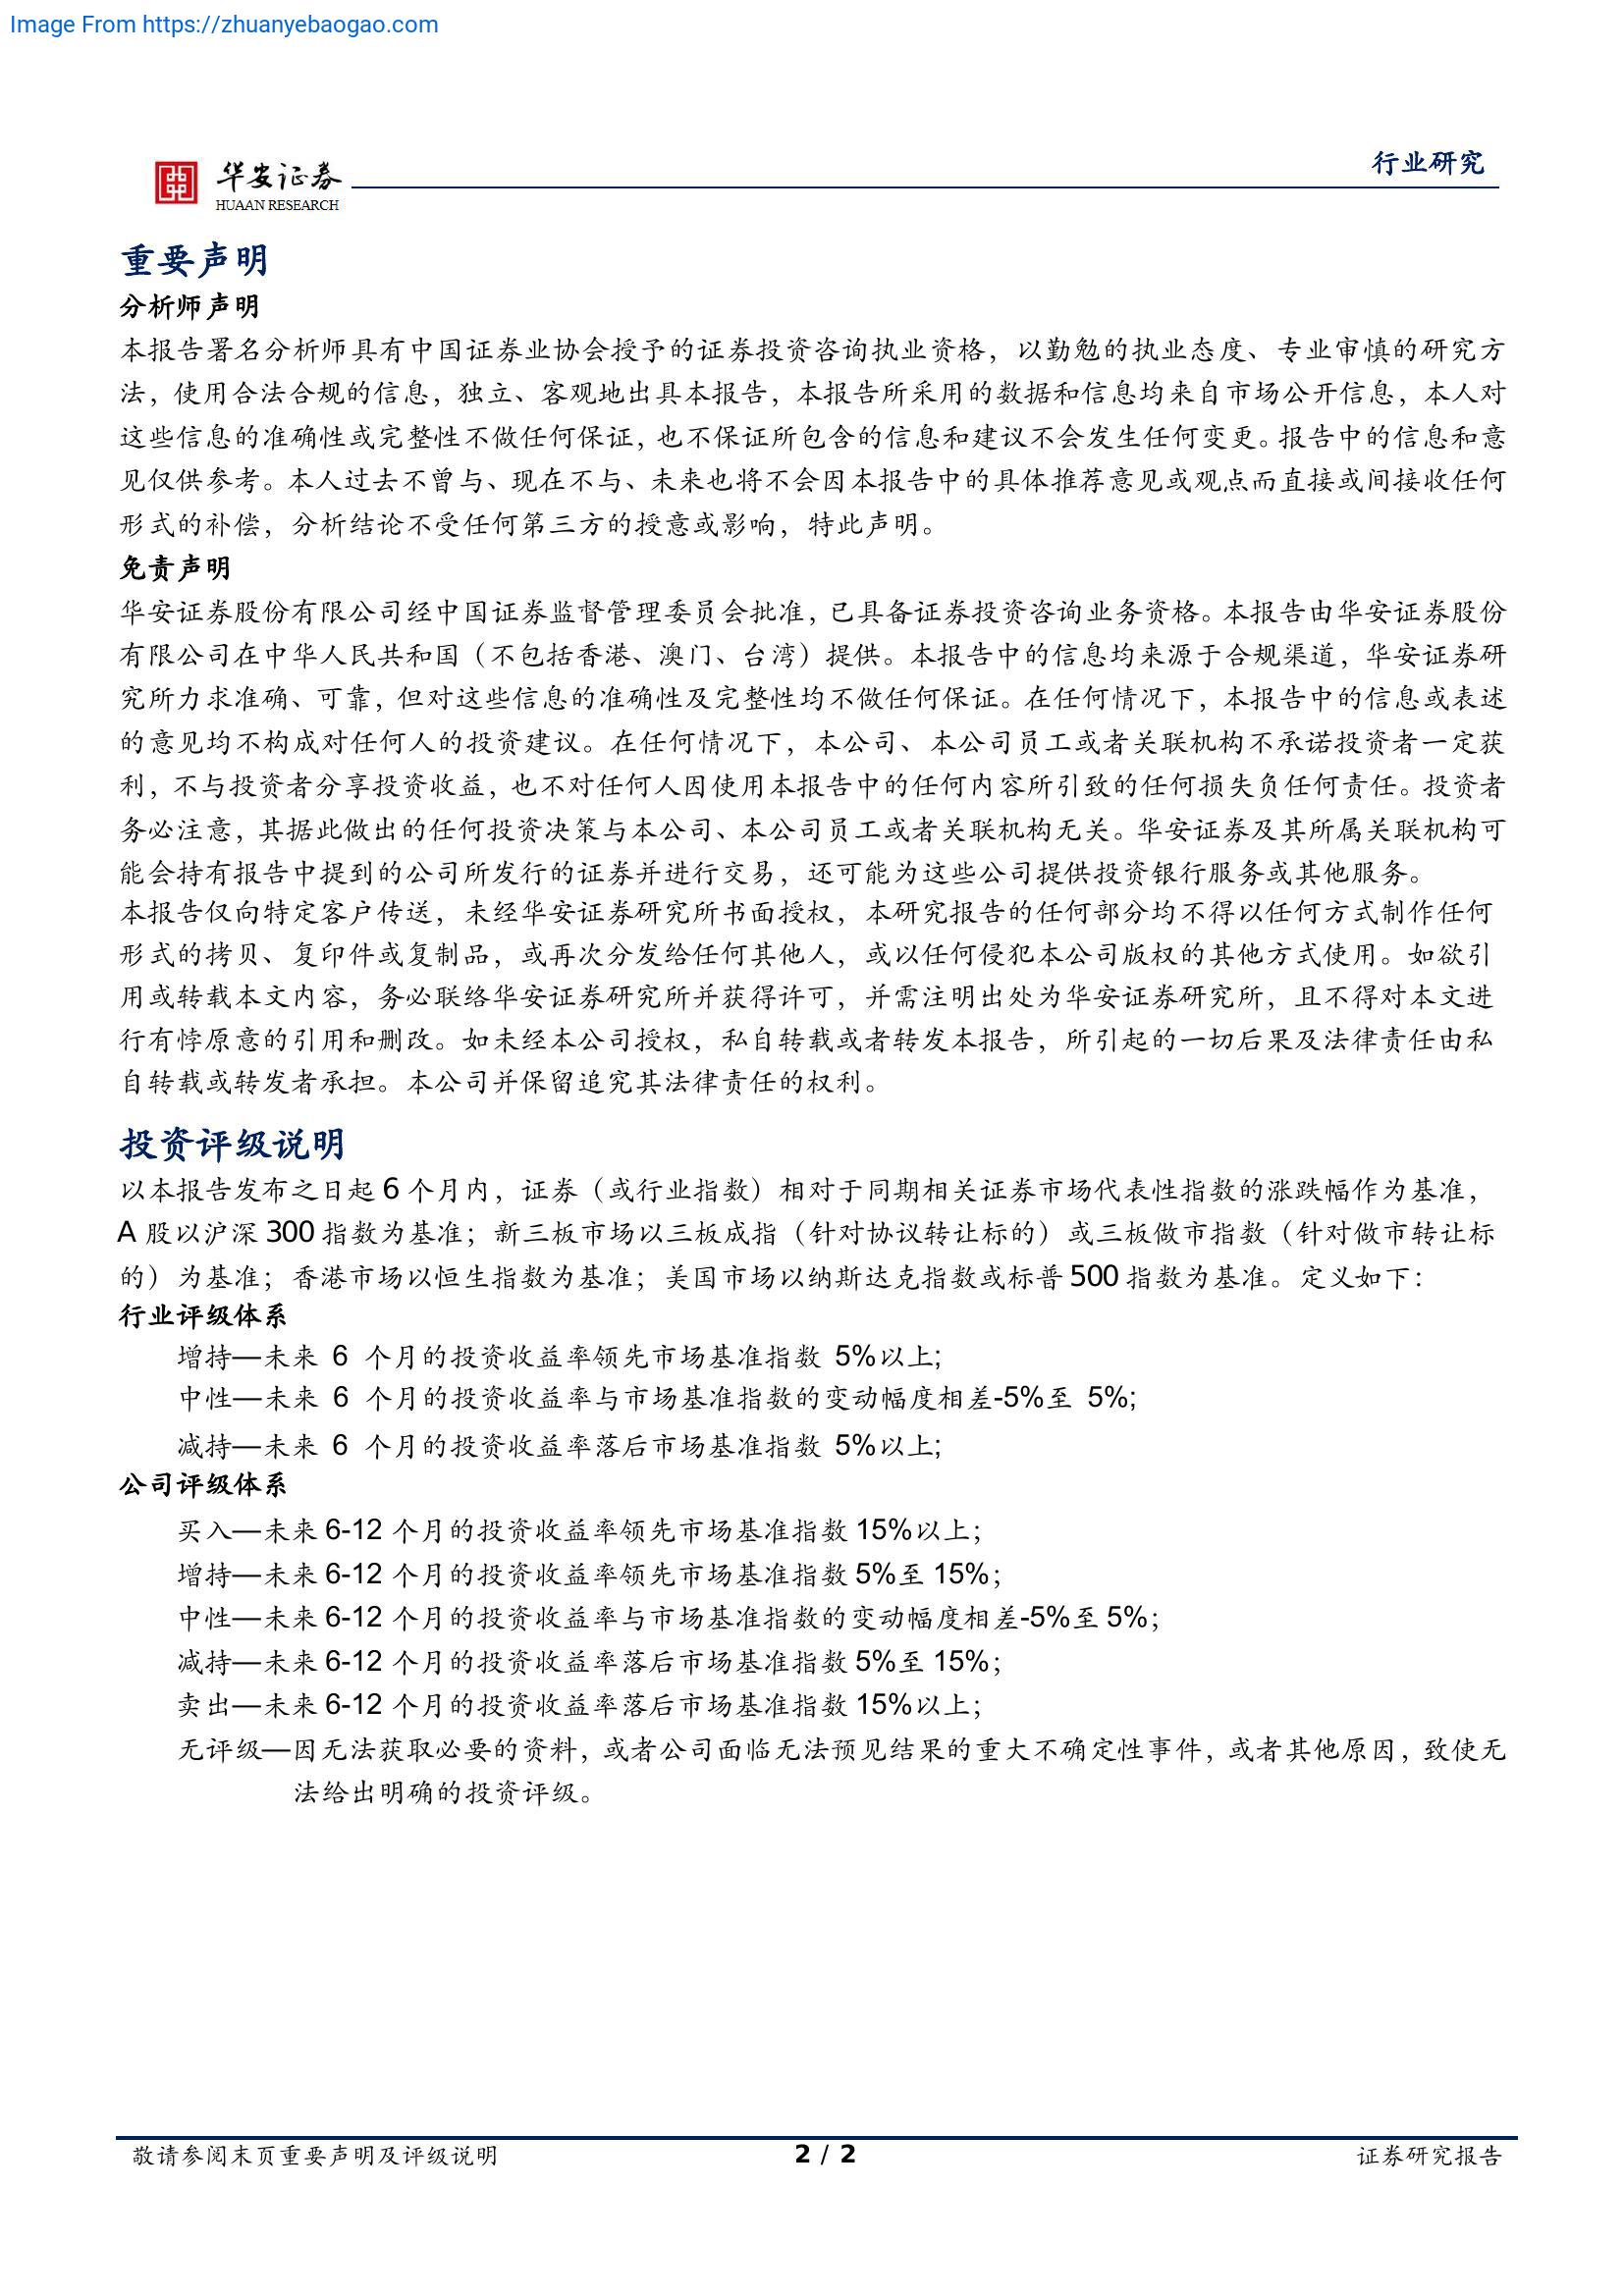 Image From https://zhuanyebaogao.com
华安证券
HUAAN RESEARCH
行业研究
重要声明
分析师声明
本报告署名分析师具有中国证券业协会授予的证券投资咨询执业资格，以勤勉的执业态度、专业审慎的研究方
法，使用合法合规的信息，独立、客观地出具本报告，本报告所采用的数据和信息均来自市场公开信息，本人对
这些信息的准确性或完整性不做任何保证，也不保证所包含的信息和建议不会发生任何变更。报告中的信息和意
见仅供参考。本人过去不曾与、现在不与、未来也将不会因本报告中的具体推荐意见或观点而直接或间接收任何
形式的补偿，分析结论不受任何第三方的授意或影响，特此声明。
免责声明
华安证券股份有限公司经中国证券监督管理委员会批准，已具备证券投资咨询业务资格。本报告由华安证券股份
有限公司在中华人民共和国（不包括香港、澳门、台湾）提供。本报告中的信息均来源于合规渠道，华安证券研
究所力求准确、可靠，但对这些信息的准确性及完整性均不做任何保证。在任何情况下，本报告中的信息或表述
的意见均不构成对任何人的投资建议。在任何情况下，本公司、本公司员工或者关联机构不承诺投资者一定获
利，不与投资者分享投资收益，也不对任何人因使用本报告中的任何内容所引致的任何损失负任何责任。投资者
务必注意，其据此做出的任何投资决策与本公司、本公司员工或者关联机构无关。华安证券及其所属关联机构可
能会持有报告中提到的公司所发行的证券并进行交易，还可能为这些公司提供投资银行服务或其他服务。
本报告仅向特定客户传送，未经华安证券研究所书面授权，本研究报告的任何部分均不得以任何方式制作任何
形式的拷贝、复印件或复制品，或再次分发给任何其他人，或以任何侵犯本公司版权的其他方式使用。如欲引
用或转载本文内容，务必联络华安证券研究所并获得许可，并需注明出处为华安证券研究所，且不得对本文进
行有悖原意的引用和删改。如未经本公司授权，私自转载或者转发本报告，所引起的一切后果及法律责任由私
自转载或转发者承担。本公司并保留追究其法律责任的权利。
投资评级说明
以本报告发布之日起 6 个月内，证券（或行业指数）相对于同期相关证券市场代表性指数的涨跌幅作为基准，
A 股以沪深 300 指数为基准；新三板市场以三板成指（针对协议转让标的）或三板做市指数（针对做市转让标
的）为基准；香港市场以恒生指数为基准；美国市场以纳斯达克指数或标普 500 指数为基准。定义如下：
行业评级体系
增持—未来 6 个月的投资收益率领先市场基准指数 5%以上;
中性—未来 6 个月的投资收益率与市场基准指数的变动幅度相差-5%至 5%;
减持—未来 6 个月的投资收益率落后市场基准指数 5%以上;
公司评级体系
买入—未来 6-12 个月的投资收益率领先市场基准指数 15%以上；
增持—未来 6-12 个月的投资收益率领先市场基准指数 5%至 15%；
中性—未来 6-12 个月的投资收益率与市场基准指数的变动幅度相差-5%至 5%；
减持—未来 6-12 个月的投资收益率落后市场基准指数 5%至 15%；
卖出—未来 6-12 个月的投资收益率落后市场基准指数 15%以上；
无评级—因无法获取必要的资料，或者公司面临无法预见结果的重大不确定性事件，或者其他原因，致使无
法给出明确的投资评级。
敬请参阅末页重要声明及评级说明
2 / 2
证券研究报告